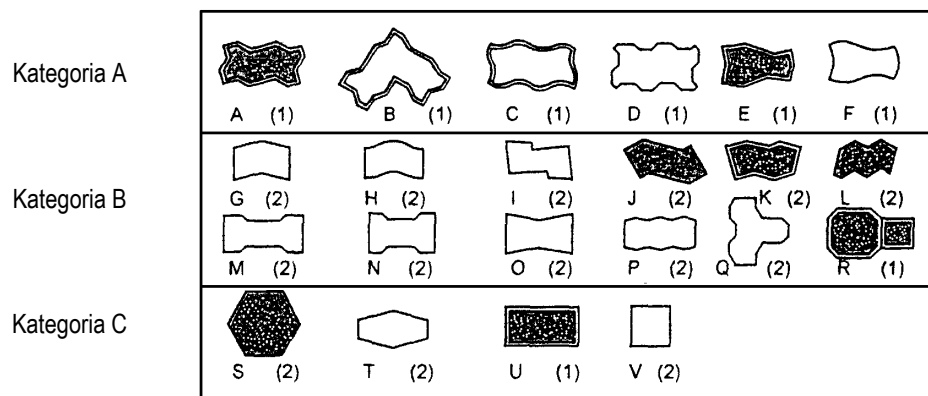 Kategoria A
A (1) B (1) C (1) D (1) E (1) F (1)
Kategoria B
G (2) H (2) I (2) J (2) K (2) L (2)
M (2) N (2) O (2) P (2) Q (2) R (1)
Kategoria C
S (2) T (2) U (1) V (2)